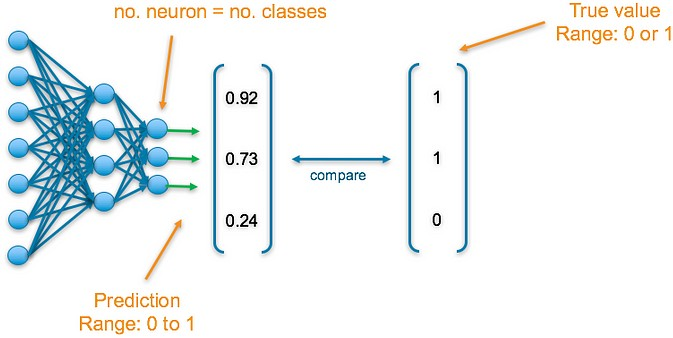 no. neuron = no. classes
True value
Range: 0 or 1
0.92
0.73
0.24
compare
1
1
0
Prediction
Range: 0 to 1